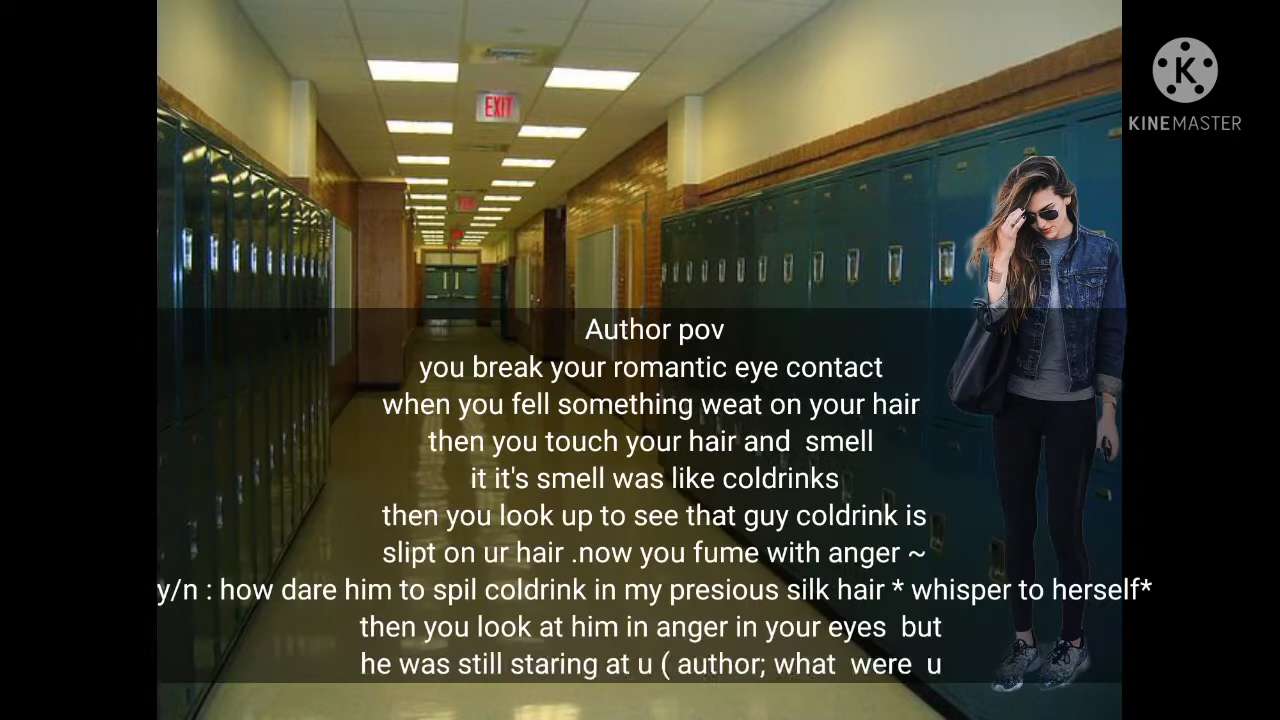 EXIT
K
KINEMASTER
Author pov
you break your romantic eye contact
when you fell something weat on your hair
then you touch your hair and  smell
it it's smell was like coldrinks
then you look up to see that guy coldrink is
slipt on ur hair .now you fume with anger ~
y/n : how dare him to spil coldrink in my presious silk hair * whisper to herself*
then you look at him in anger in your eyes  but
he was still staring at u ( author; what  were  u